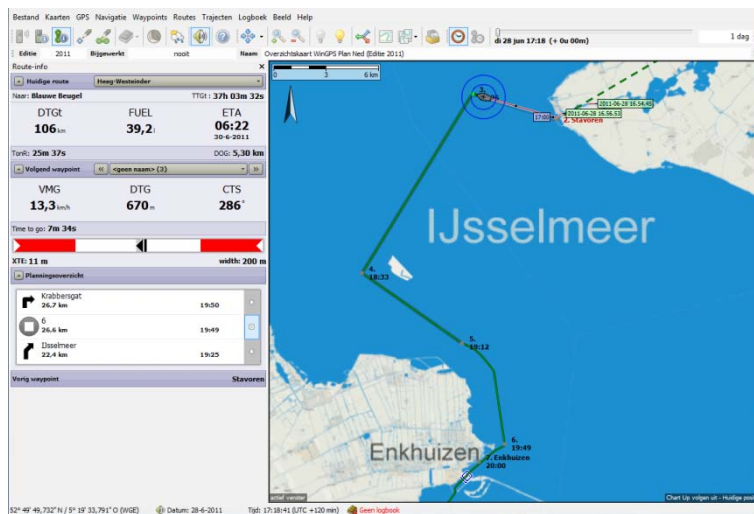 Bestand Kaarten GPS Navigatie Waypoints Routes Trajecten Logboek Beeld Help
di 28 jun 17:18 (+ 0u 00m)
1 dag
Editie 2011 Bijgewerkt nooit Naam Overzichtskaart WinGPS Plan Ned (Editie 2011)
Route-info
Huidige route Heeg-Westeinder
Naar: Blauwe Beugel TTGt : 37h 03m 32s
DTGt FUEL ETA
106 km 39,2 l 06:22
30-6-2011
TonR: 25m 37s DOG: 5,30 km
Volgend waypoint << <geen naam> (3) >>
VMG DTG CTS
13,3 km/h 670 m 286°
Time to go: 7m 34s
XTE: 11 m width: 200 m
Planningsoverzicht
Krabbersgat
26,7 km 19:50
6
26,6 km 19:49
IJsselmeer
22,4 km 19:25
Vorig waypoint Stavoren
0 3 6 km
3.
2011-06-28 16.54.45
2011-06-28 16.56.53
17:00
2. Stavoren
IJsselmeer
4.
18:33
5.
19:12
6.
19:49
Enkhuizen
7. Enkhuizen
20:00
actief venster
Chart Up volgen uit - Huidige posi
52° 49' 49,732" N / 5° 19' 33,791" O (WGE) Datum: 28-6-2011 Tijd: 17:18:41 (UTC +120 min) Geen logboek